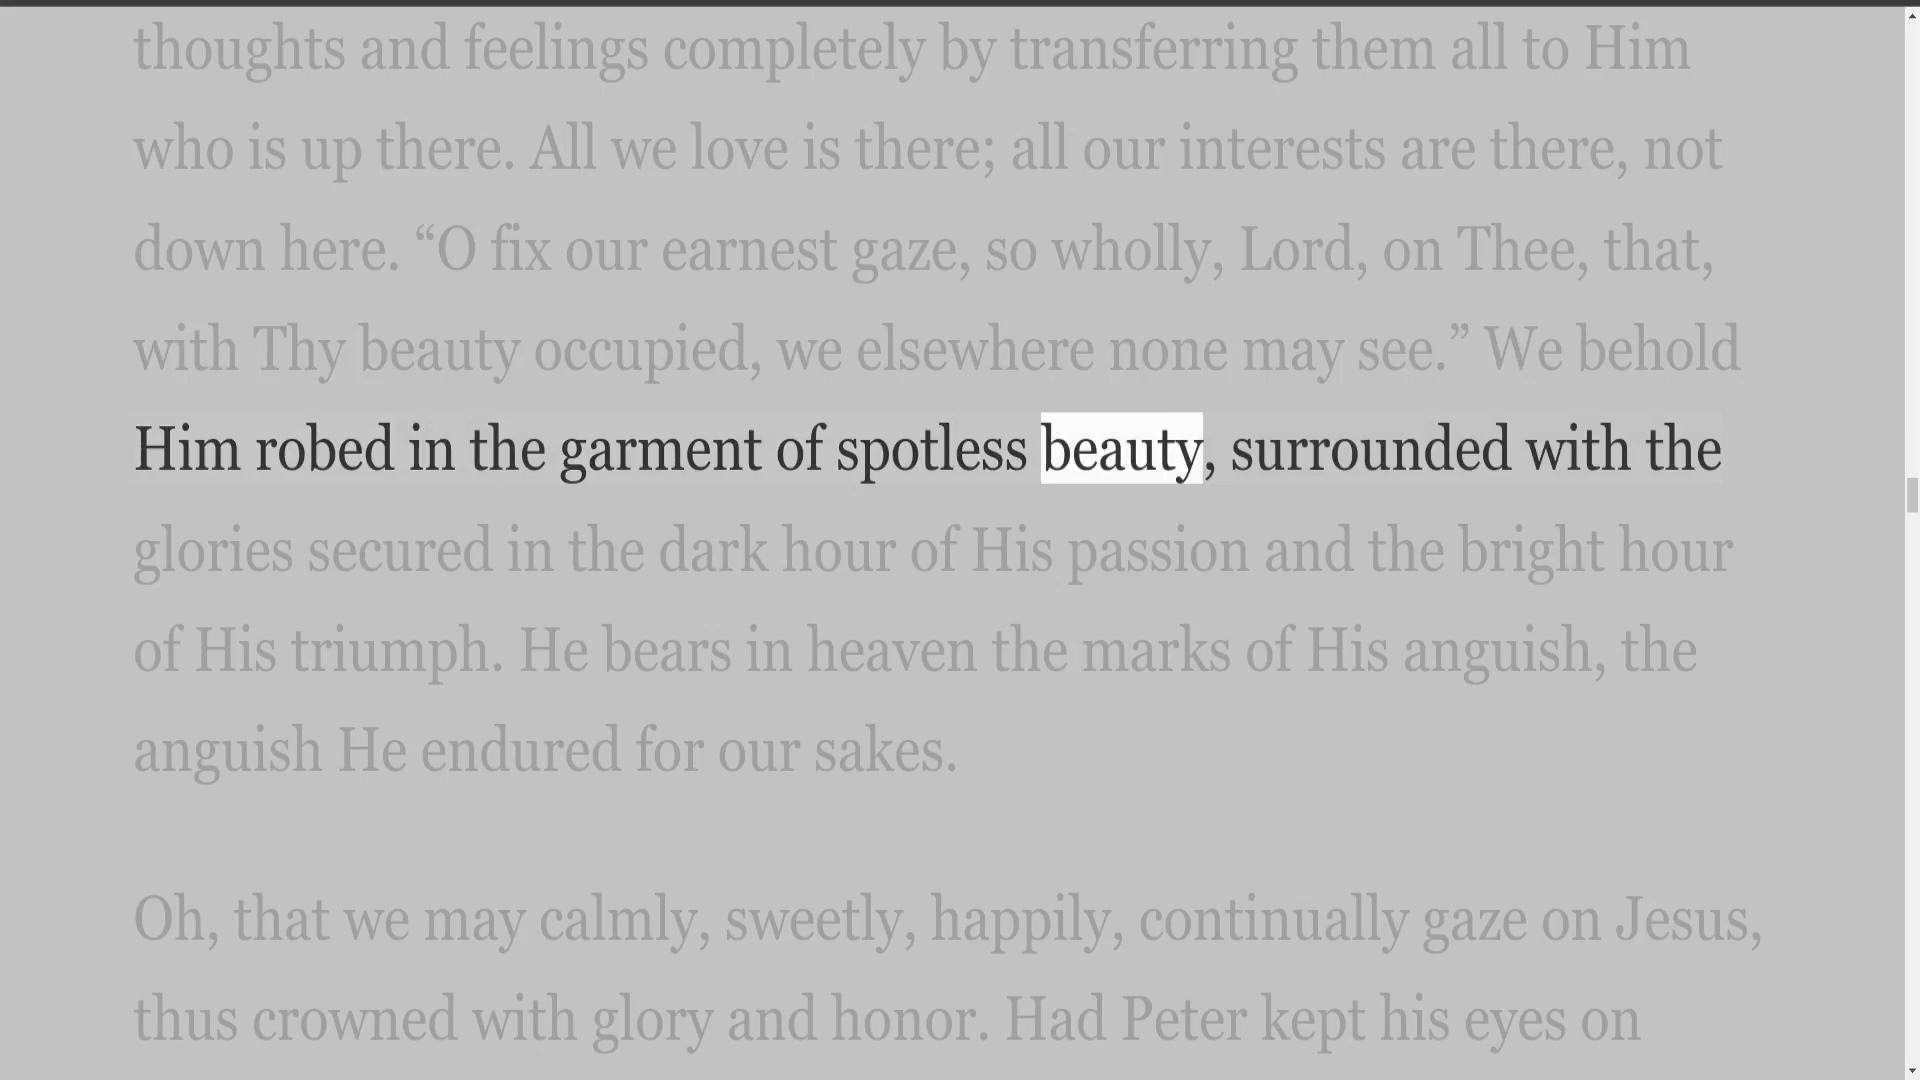 thoughts and feelings completely by transferring them all to Him
who is up there. All we love is there; all our interests are there, not
down here. “O fix our earnest gaze, so wholly, Lord, on Thee, that,
with Thy beauty occupied, we elsewhere none may see.” We behold
Him robed in the garment of spotless beauty, surrounded with the
glories secured in the dark hour of His passion and the bright hour
of His triumph. He bears in heaven the marks of His anguish, the
anguish He endured for our sakes.
Oh, that we may calmly, sweetly, happily, continually gaze on Jesus,
thus crowned with glory and honor. Had Peter kept his eyes on